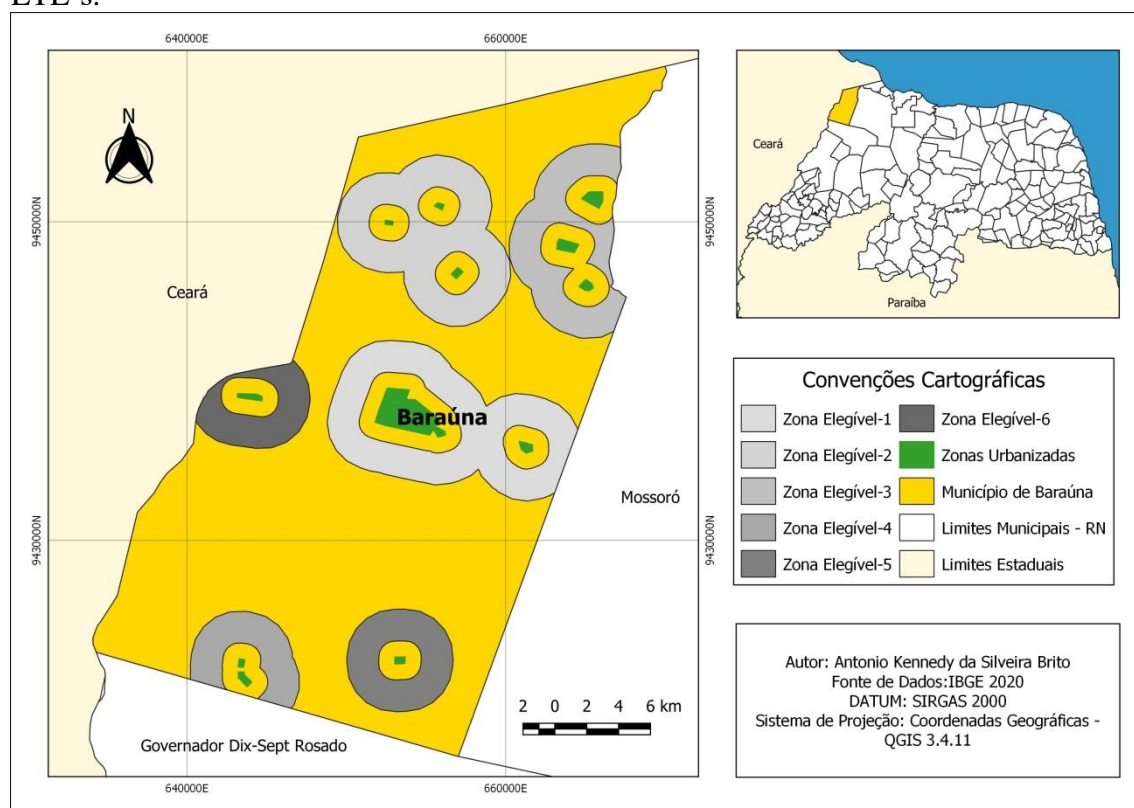 ETE's.
640000E
660000E
N
9450000N
9450000N
Ceará
Baraúna
Mossoró
9430000N
9430000N
2 0 2 4 6 km
Governador Dix-Sept Rosado
640000E
660000E
Ceará
Paraíba
Convenções Cartográficas
Zona Elegível-1
Zona Elegível-2
Zona Elegível-3
Zona Elegível-4
Zona Elegível-5
Zona Elegível-6
Zonas Urbanizadas
Município de Baraúna
Limites Municipais - RN
Limites Estaduais
Autor: Antonio Kennedy da Silveira Brito
Fonte de Dados:IBGE 2020
DATUM: SIRGAS 2000
Sistema de Projeção: Coordenadas Geográficas -
QGIS 3.4.11